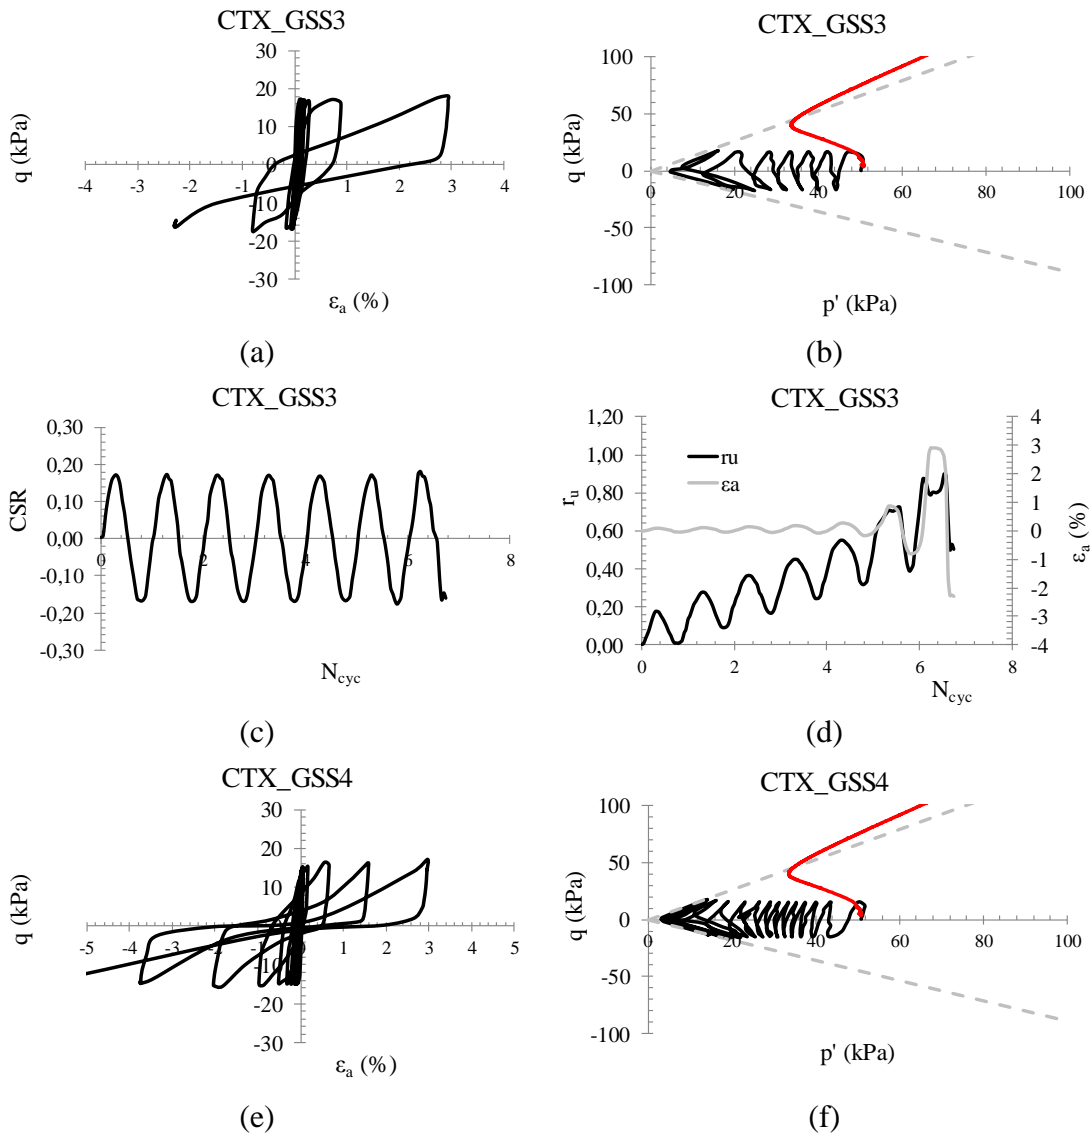 CTX_GSS3
q (kPa)
30
20
10
0
-10
-20
-30
-4 -3 -2 -1 0 1 2 3 4
εa (%)
(a)
CTX_GSS3
q (kPa)
100
50
0
-50
-100
0 20 40 60 80 100
p' (kPa)
(b)
CTX_GSS3
CSR
0,30
0,20
0,10
0,00
-0,10
-0,20
-0,30
0 2 4 6 8
Ncyc
(c)
CTX_GSS3
ru
1,20
1,00
0,80
0,60
0,40
0,20
0,00
ru
εa
4
3
2
1
0
-1
-2
-3
-4
εa (%)
0 2 4 6 8
Ncyc
(d)
CTX_GSS4
q (kPa)
30
20
10
0
-10
-20
-30
-5 -4 -3 -2 -1 0 1 2 3 4 5
εa (%)
(e)
CTX_GSS4
q (kPa)
100
50
0
-50
-100
0 20 40 60 80 100
p' (kPa)
(f)